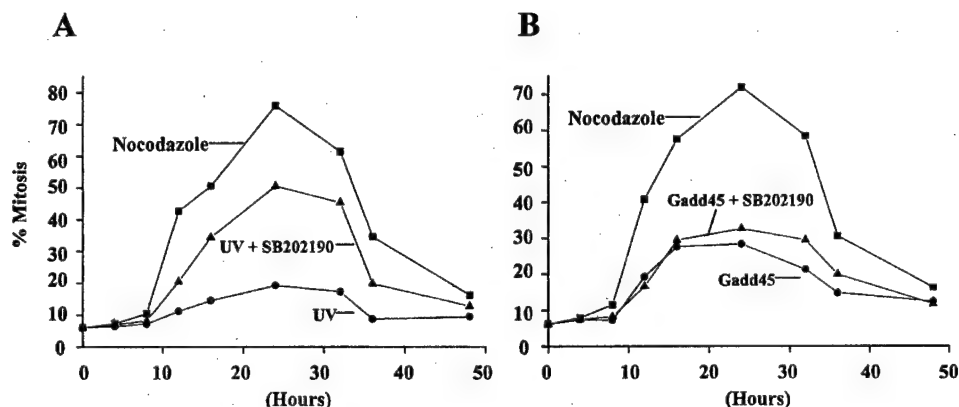 A
B
% Mitosis
80
70
60
50
40
30
20
10
0
Nocodazole
UV + SB202190
UV
0 10 20 30 40 50
(Hours)
70
60
50
40
30
20
10
0
Nocodazole
Gadd45 + SB202190
Gadd45
0 10 20 30 40 50
(Hours)